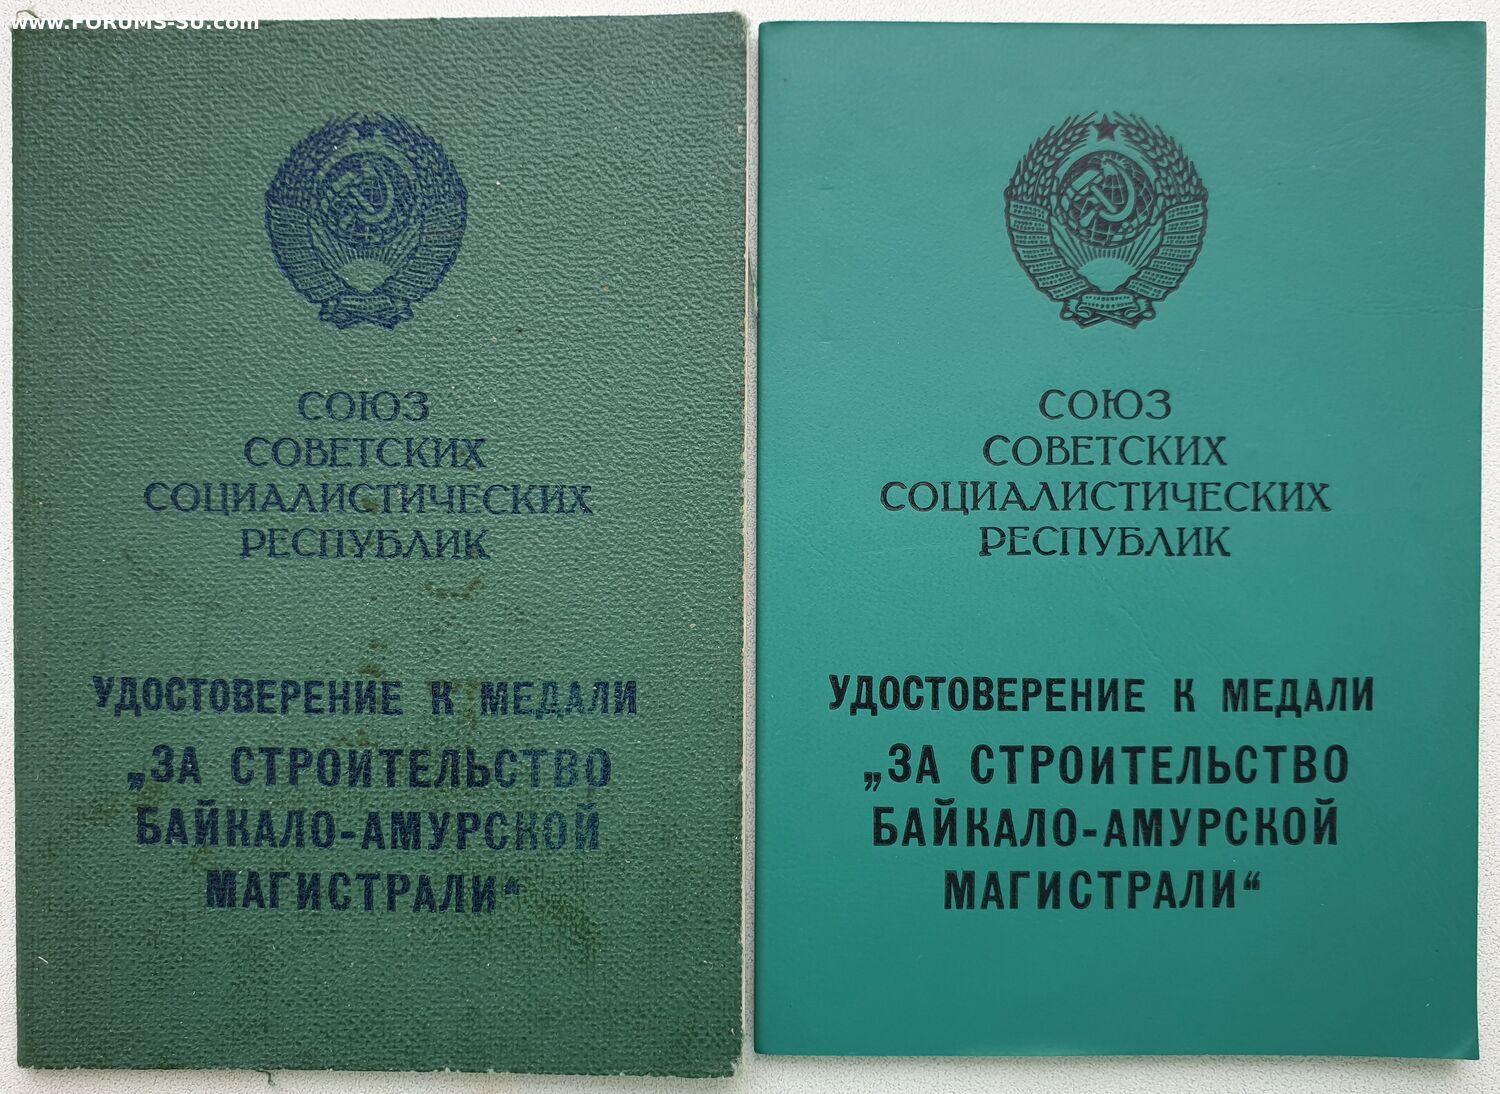 www.FORUMS-SU.com
СОЮЗ
СОВЕТСКИХ
СОЦИАЛИСТИЧЕСКИХ
РЕСПУБЛИК
УДОСТОВЕРЕНИЕ К МЕДАЛИ
„ЗА СТРОИТЕЛЬСТВО
БАЙКАЛО-АМУРСКОЙ
МАГИСТРАЛИ“
СОЮЗ
СОВЕТСКИХ
СОЦИАЛИСТИЧЕСКИХ
РЕСПУБЛИК
УДОСТОВЕРЕНИЕ К МЕДАЛИ
„ЗА СТРОИТЕЛЬСТВО
БАЙКАЛО-АМУРСКОЙ
МАГИСТРАЛИ“